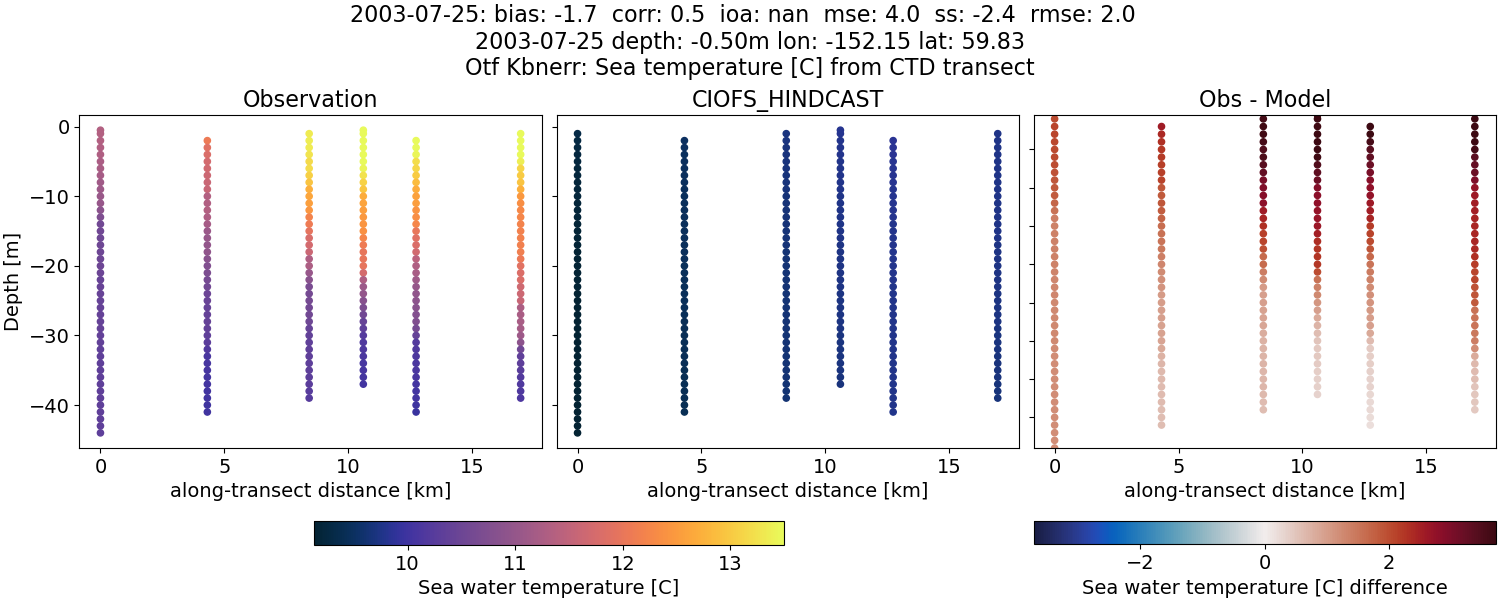 2003-07-25: bias: -1.7  corr: 0.5  ioa: nan  mse: 4.0  ss: -2.4  rmse: 2.0
2003-07-25 depth: -0.50m lon: -152.15 lat: 59.83
Otf Kbnerr: Sea temperature [C] from CTD transect
Observation
CIOFS_HINDCAST
Obs - Model
Depth [m]
0
−10
−20
−30
−40
0 5 10 15
0 5 10 15
0 5 10 15
along-transect distance [km]
along-transect distance [km]
along-transect distance [km]
10 11 12 13
Sea water temperature [C]
−2 0 2
Sea water temperature [C] difference